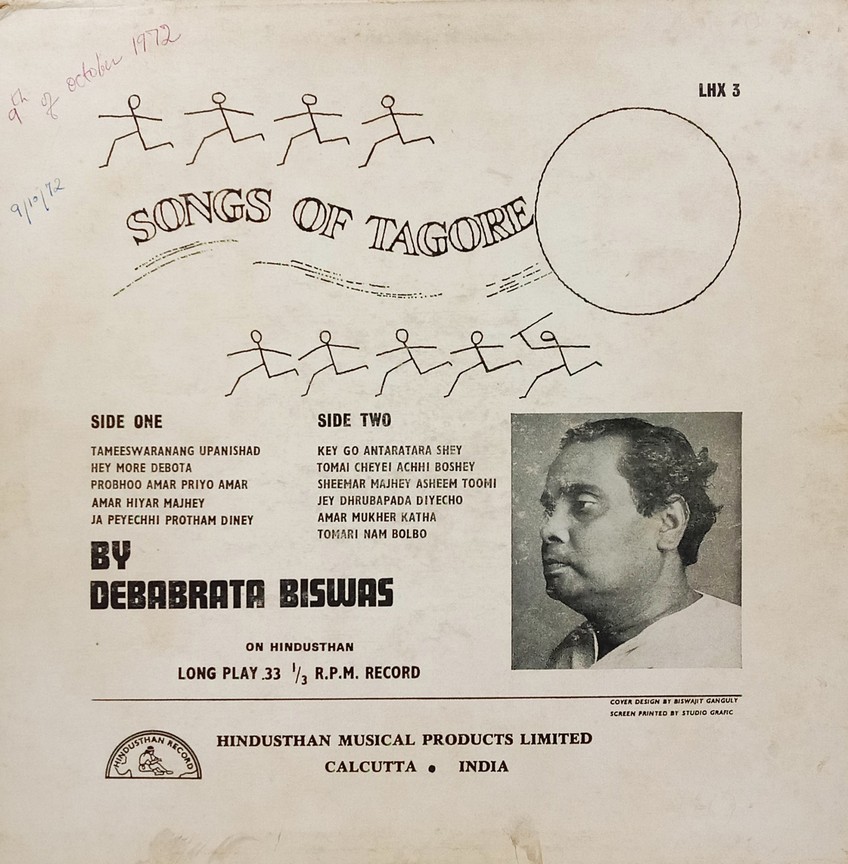 9th of october 1972
LHX 3
9/10/72
SONGS OF TAGORE
SIDE ONE
TAMEESWARANANG UPANISHAD
HEY MORE DEBOTA
PROBHOO AMAR PRIYO AMAR
AMAR HIYAR MAJHEY
JA PEYECHHI PROTHAM DINEY
SIDE TWO
KEY GO ANTARATARA SHEY
TOMAI CHEYEI ACHHI BOSHEY
SHEEMAR MAJHEY ASHEEM TOOMI
JEY DHRUBAPADA DIYECHO
AMAR MUKHER KATHA
TOMARI NAM BOLBO
BY
DEBABRATA BISWAS
ON HINDUSTHAN
LONG PLAY .33 1/3 R.P.M. RECORD
COVER DESIGN BY BISWAJIT GANGULY
SCREEN PRINTED BY STUDIO GRAFIC
HINDUSTHAN RECORD
HINDUSTHAN MUSICAL PRODUCTS LIMITED
CALCUTTA ● INDIA